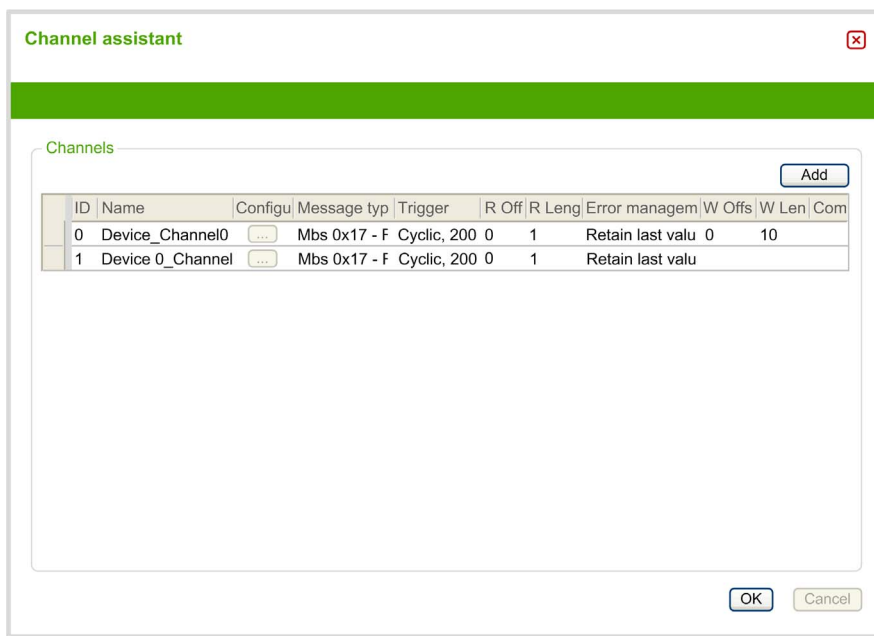 Channel assistant
Channels
Add
ID Name Configu Message typ Trigger R Off R Leng Error managem W Offs W Len Com
0 Device_Channel0 ... Mbs 0x17 - F Cyclic, 200 0 1 Retain last valu 0 10
1 Device 0_Channel ... Mbs 0x17 - F Cyclic, 200 0 1 Retain last valu
OK Cancel